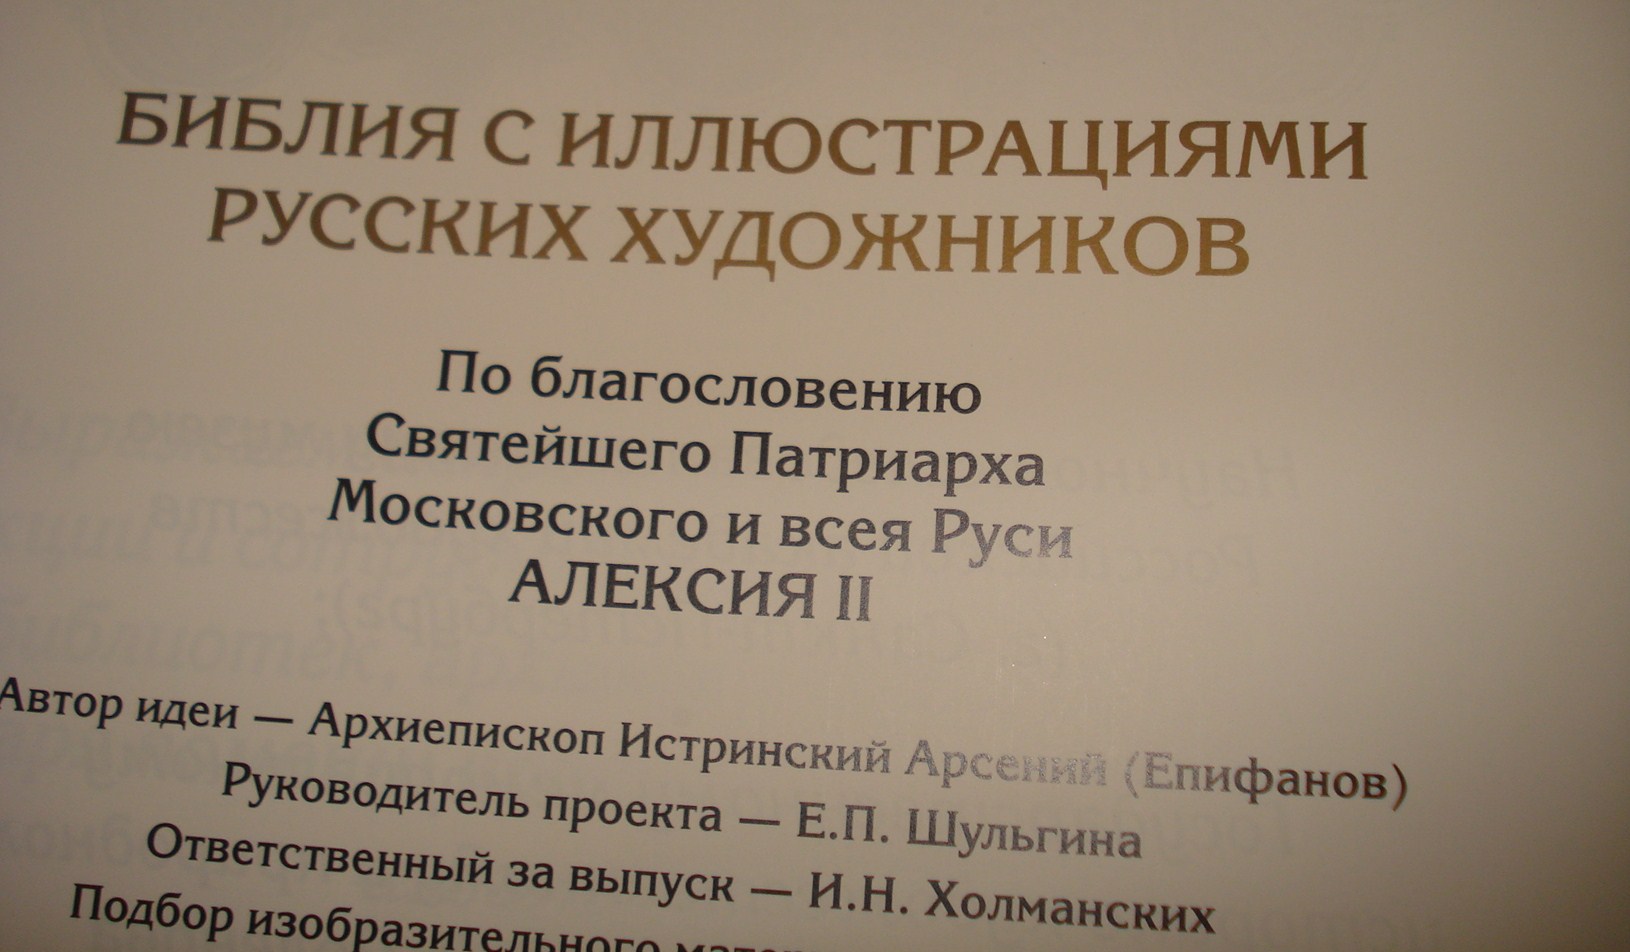 БИБЛИЯ С ИЛЛЮСТРАЦИЯМИ
РУССКИХ ХУДОЖНИКОВ
По благословению
Святейшего Патриарха
Московского и всея Руси
АЛЕКСИЯ II
Автор идеи — Архиепископ Истринский Арсений (Епифанов)
Руководитель проекта — Е.П. Шульгина
Ответственный за выпуск — И.Н. Холманских
Подбор изобразительного